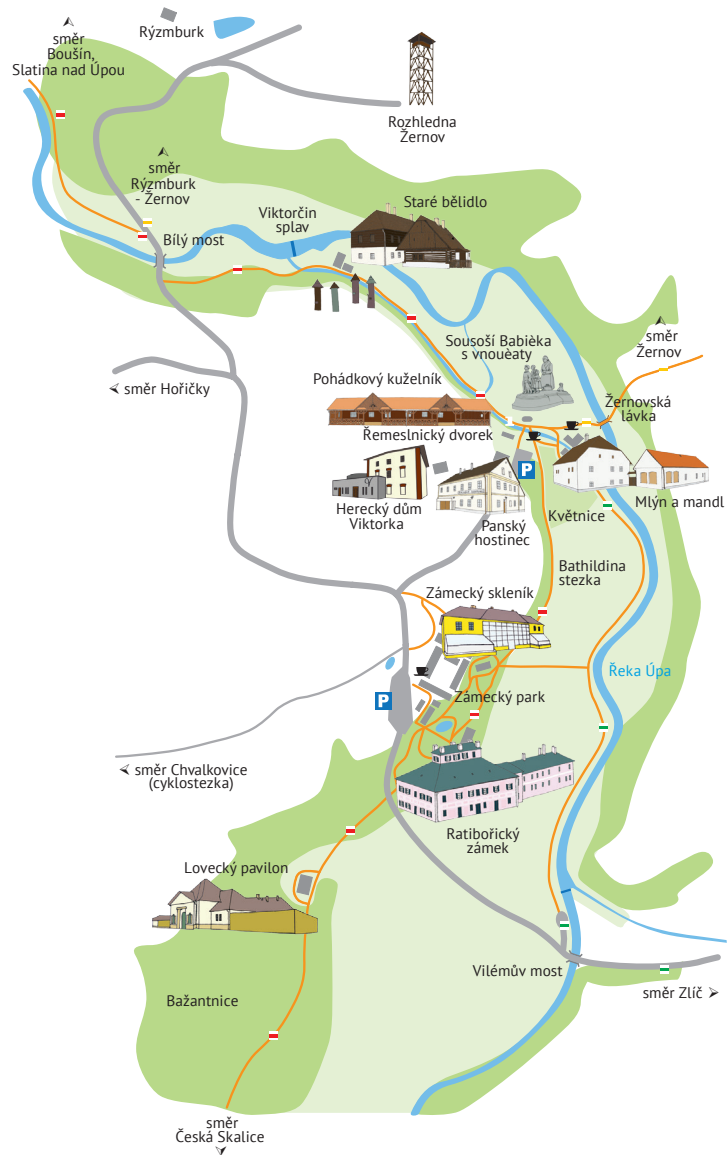 směr
Boušín,
Slatina nad Úpou
Rýzmburk
Rozhledna
Žernov
směr
Rýzmburk
- Žernov
Bílý most
Viktorčin
splav
Staré bělidlo
směr
Žernov
Sousoší Babièka
s vnouèaty
Pohádkový kuželník
směr Hořičky
Žernovská
lávka
Řemeslnický dvorek
P
Herecký dům
Viktorka
Panský
hostinec
Květnice
Mlýn a mandl
Bathildina
stezka
Zámecký skleník
Řeka Úpa
P
Zámecký park
směr Chvalkovice
(cyklostezka)
Ratibořický
zámek
Lovecký pavilon
Vilémův most
směr Zlíč
Bažantnice
směr
Česká Skalice